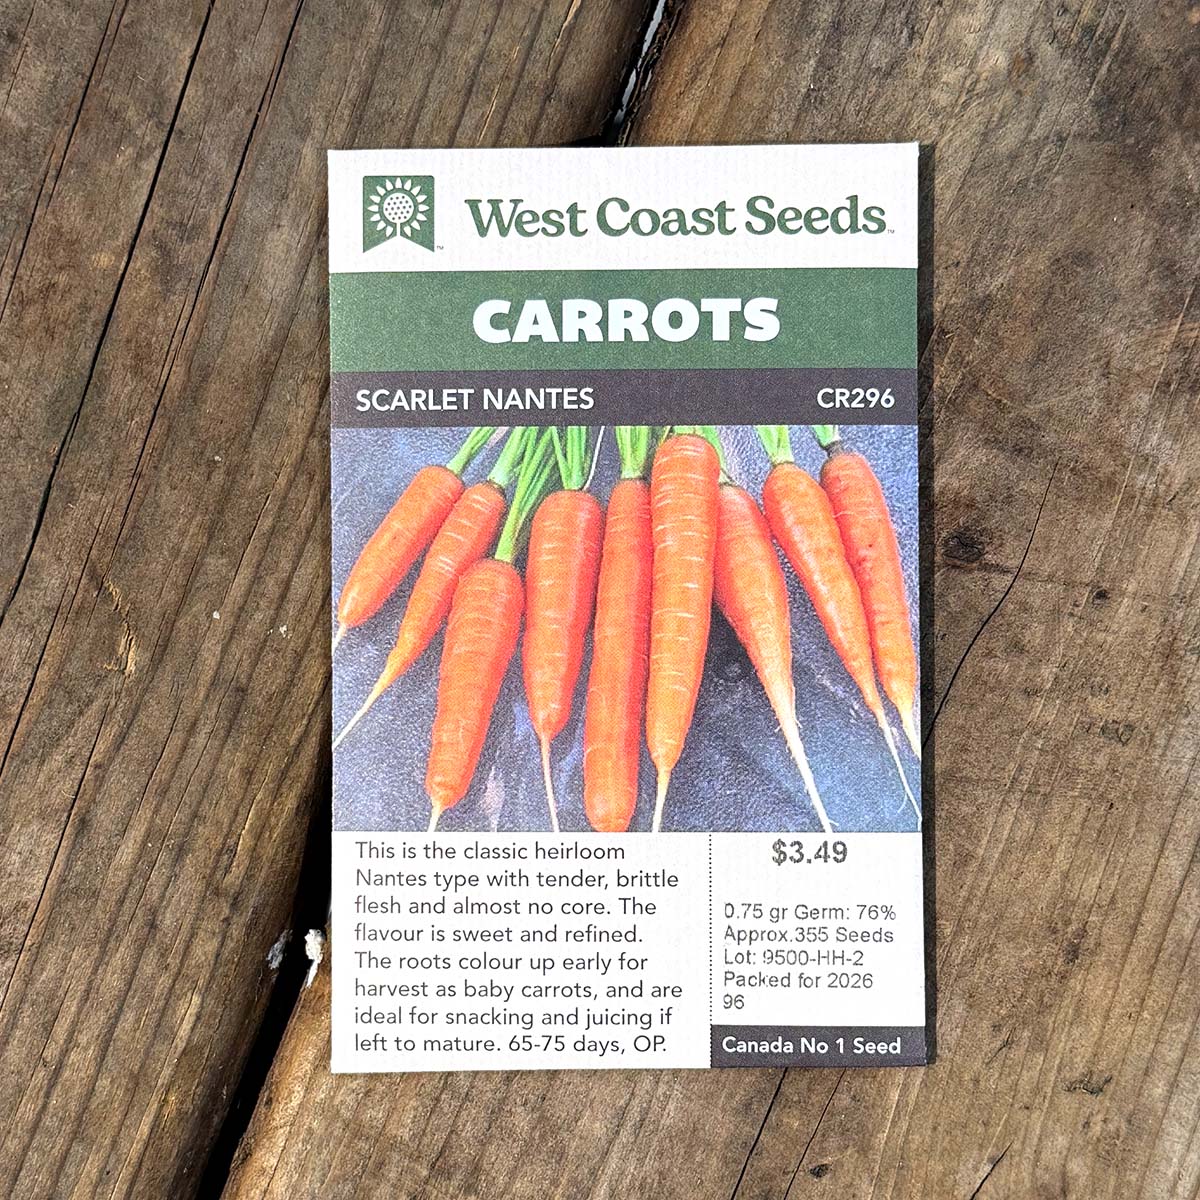 West Coast Seeds™
CARROTS
SCARLET NANTES CR296
This is the classic heirloom
Nantes type with tender, brittle
flesh and almost no core. The
flavour is sweet and refined.
The roots colour up early for
harvest as baby carrots, and are
ideal for snacking and juicing if
left to mature. 65-75 days, OP.
$3.49
0.75 gr Germ: 76%
Approx.355 Seeds
Lot: 9500-HH-2
Packed for 2026
96
Canada No 1 Seed